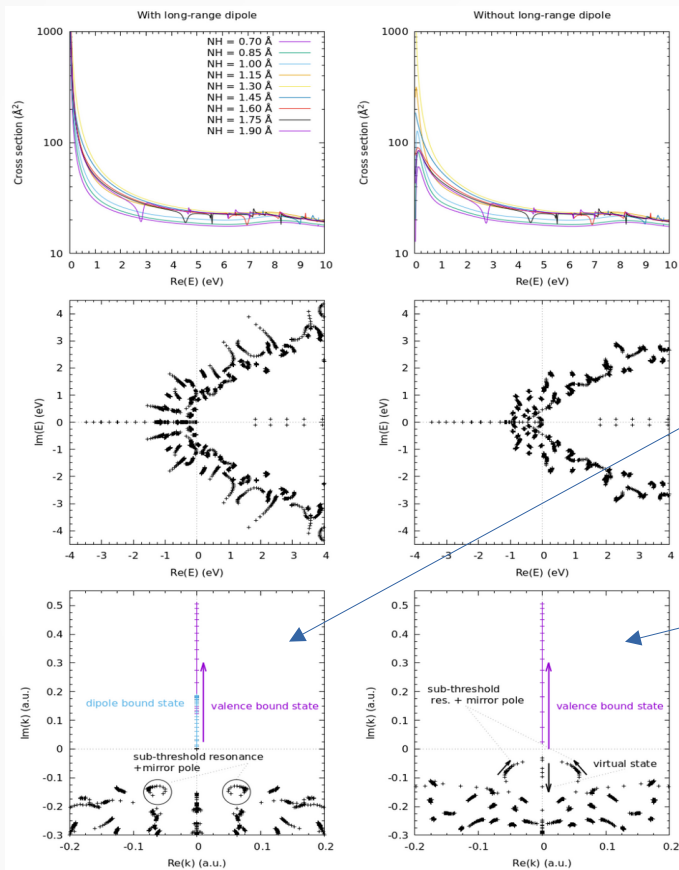 With long-range dipole
1000
100
10
Cross section (Å²)
NH = 0.70 Å
NH = 0.85 Å
NH = 1.00 Å
NH = 1.15 Å
NH = 1.30 Å
NH = 1.45 Å
NH = 1.60 Å
NH = 1.75 Å
NH = 1.90 Å
0 1 2 3 4 5 6 7 8 9 10
Re(E) (eV)
Without long-range dipole
1000
100
10
Cross section (Å²)
0 1 2 3 4 5 6 7 8 9 10
Re(E) (eV)
4
3
2
1
0
-1
-2
-3
-4
Im(E) (eV)
-4 -3 -2 -1 0 1 2 3 4
Re(E) (eV)
4
3
2
1
0
-1
-2
-3
-4
Im(E) (eV)
-4 -3 -2 -1 0 1 2 3 4
Re(E) (eV)
0.5
0.4
0.3
0.2
0.1
0
-0.1
-0.2
-0.3
Im(k) (a.u.)
dipole bound state
valence bound state
sub-threshold resonance
+mirror pole
-0.2 -0.1 0 0.1 0.2
Re(k) (a.u.)
0.5
0.4
0.3
0.2
0.1
0
-0.1
-0.2
-0.3
Im(k) (a.u.)
sub-threshold
res. + mirror pole
valence bound state
virtual state
-0.2 -0.1 0 0.1 0.2
Re(k) (a.u.)